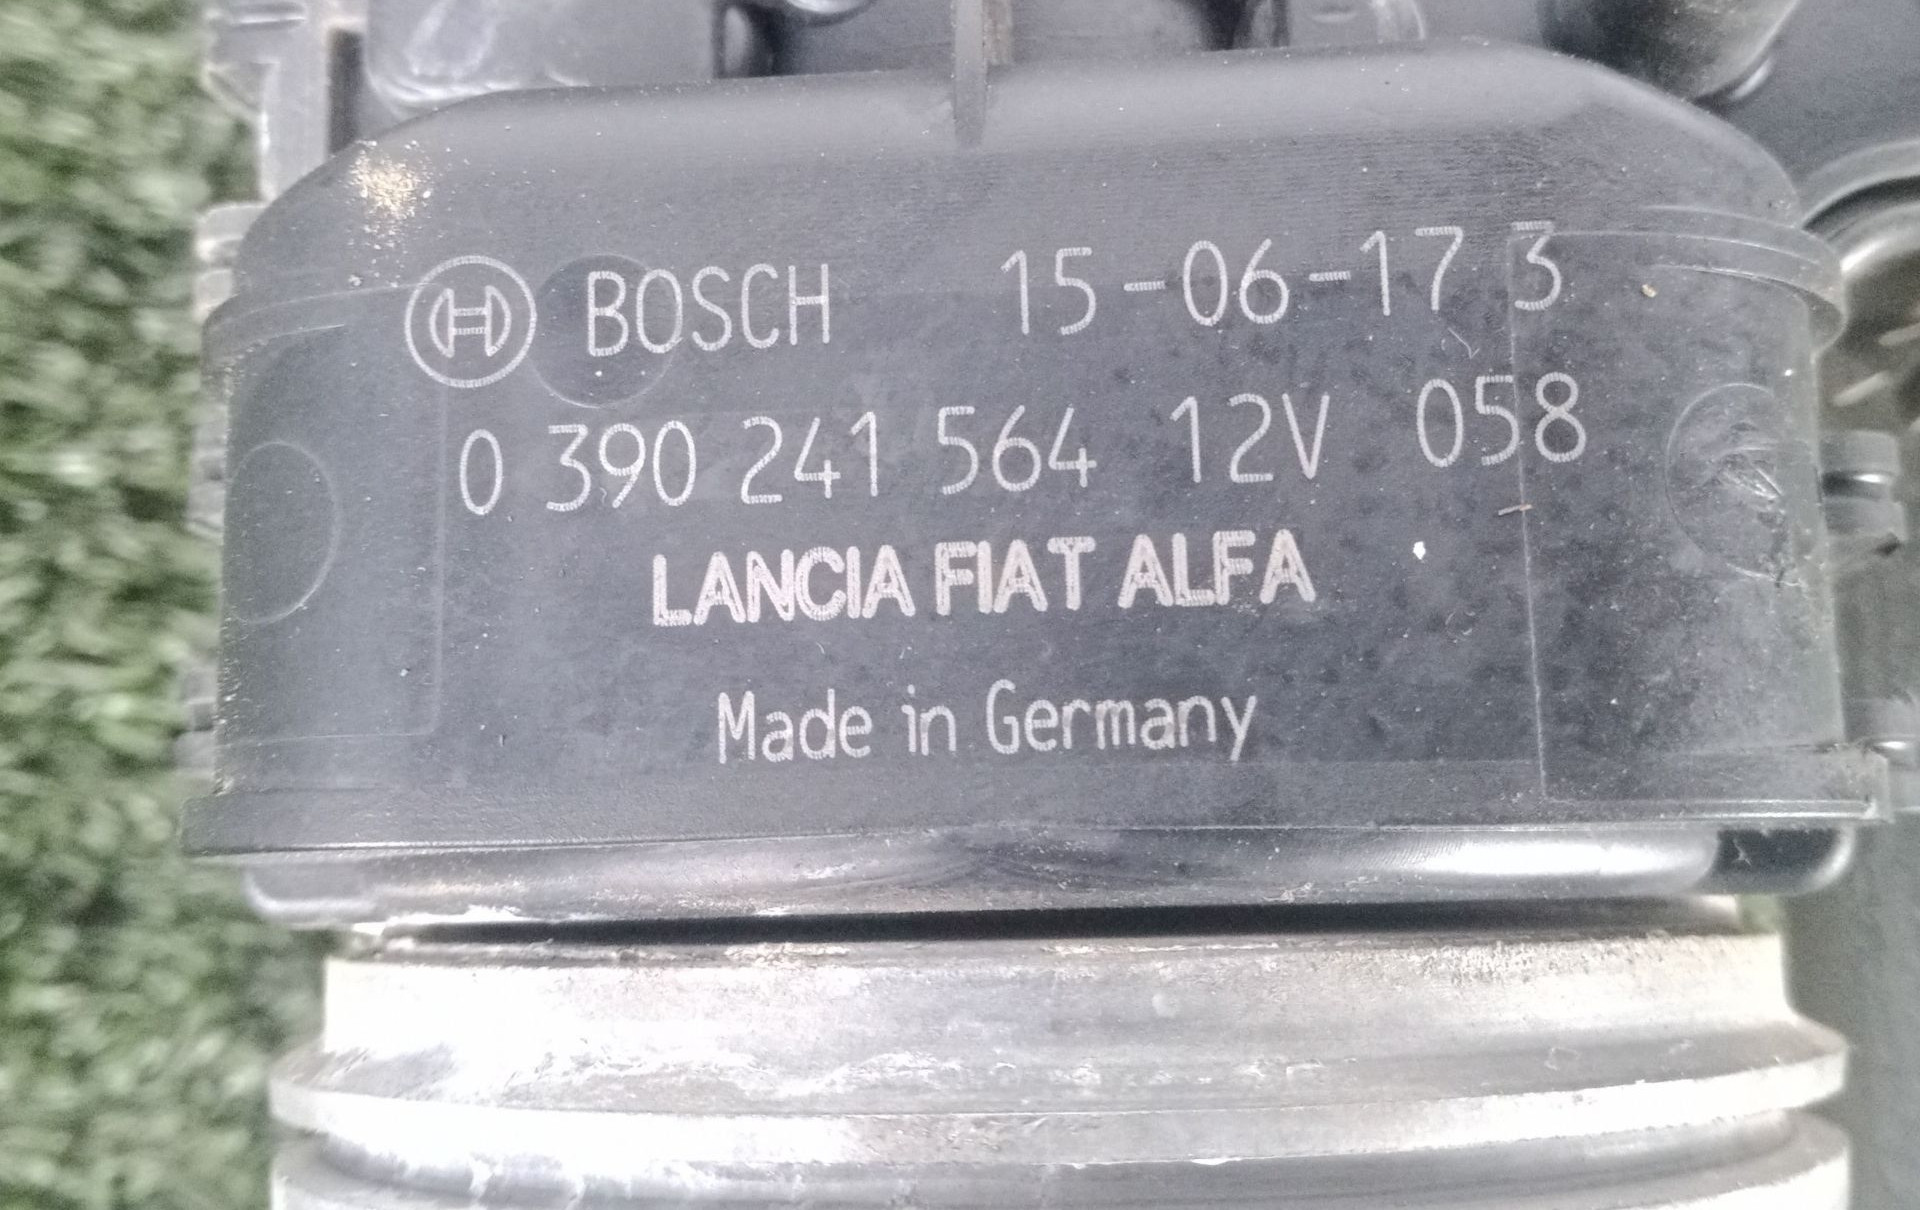 BOSCH 15-06-17 3
0 390 241 564 12V 058
LANCIA FIAT ALFA
Made in Germany